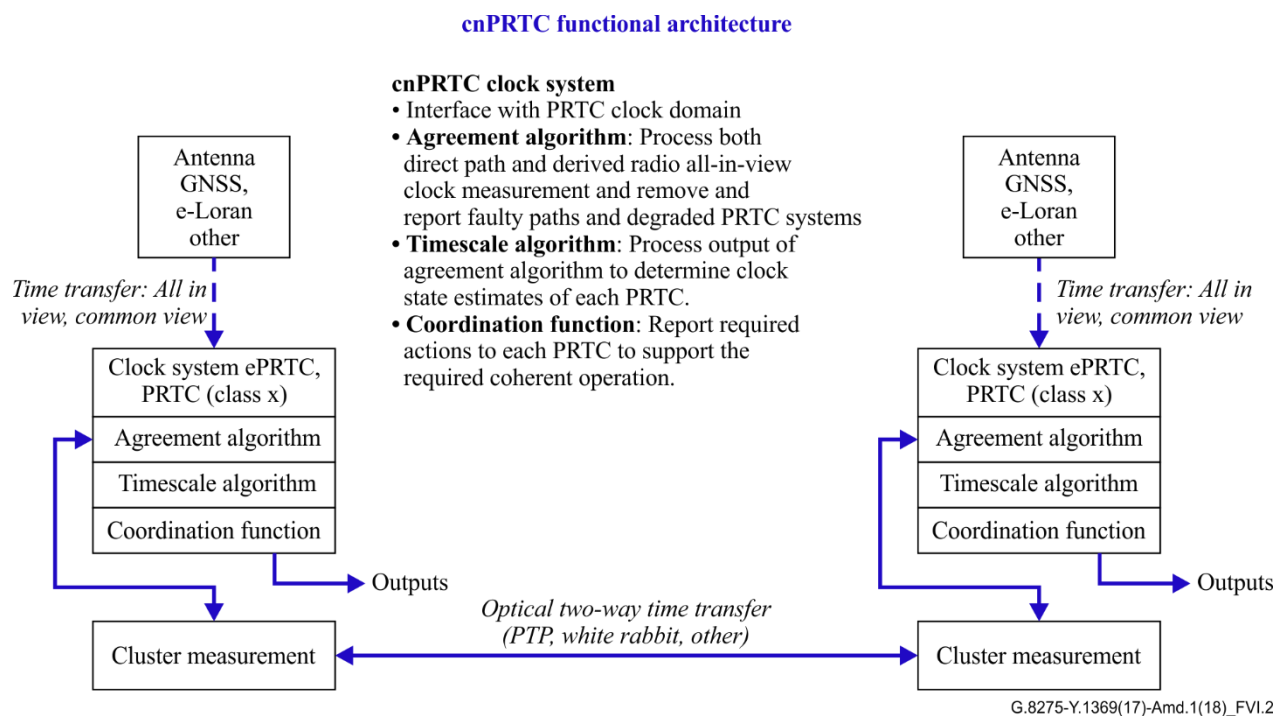 cnPRTC functional architecture
cnPRTC clock system
• Interface with PRTC clock domain
• Agreement algorithm: Process both
direct path and derived radio all-in-view
clock measurement and remove and
report faulty paths and degraded PRTC systems
• Timescale algorithm: Process output of
agreement algorithm to determine clock
state estimates of each PRTC.
• Coordination function: Report required
actions to each PRTC to support the
required coherent operation.
Antenna
GNSS,
e-Loran
other
Time transfer: All in
view, common view
Clock system ePRTC,
PRTC (class x)
Agreement algorithm
Timescale algorithm
Coordination function
Outputs
Cluster measurement
Optical two-way time transfer
(PTP, white rabbit, other)
Antenna
GNSS,
e-Loran
other
Time transfer: All in
view, common view
Clock system ePRTC,
PRTC (class x)
Agreement algorithm
Timescale algorithm
Coordination function
Outputs
Cluster measurement
G.8275-Y.1369(17)-Amd.1(18)_FVI.2